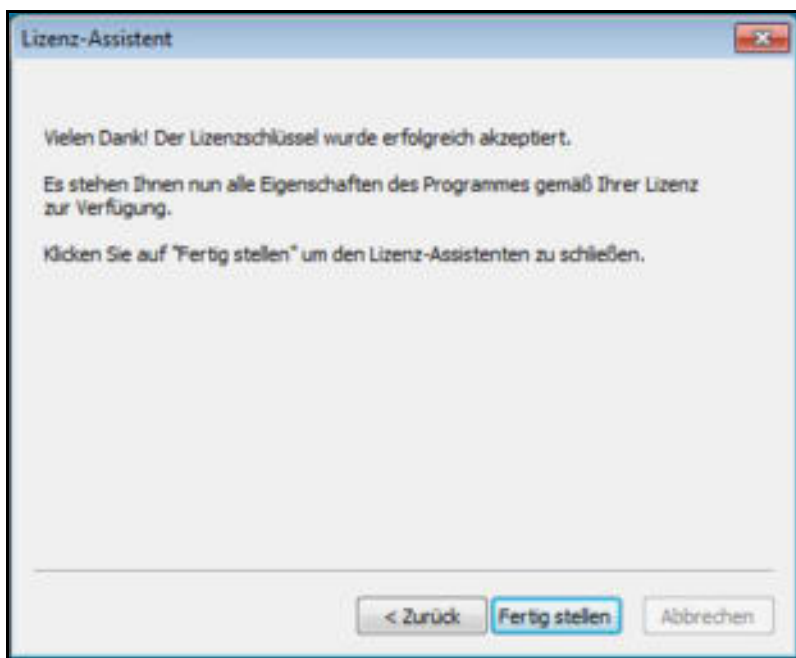 Lizenz-Assistent
Vielen Dank! Der Lizenzschlüssel wurde erfolgreich akzeptiert.
Es stehen Ihnen nun alle Eigenschaften des Programmes gemäß Ihrer Lizenz
zur Verfügung.
Klicken Sie auf "Fertig stellen" um den Lizenz-Assistenten zu schließen.
< Zurück Fertig stellen Abbrechen